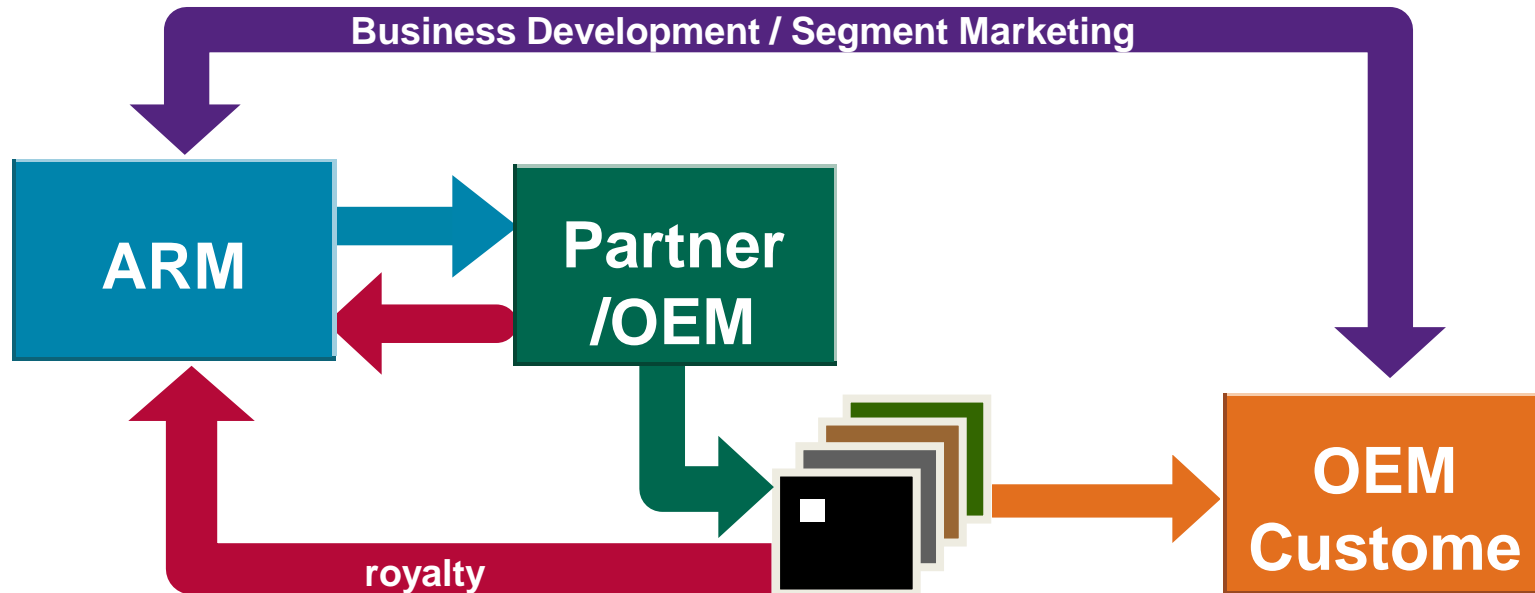 Business Development / Segment Marketing
ARM
Partner
/OEM
OEM
Custome
royalty